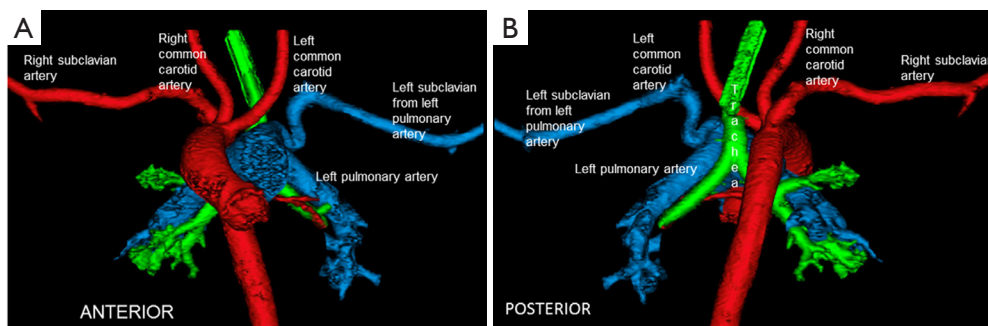 A
Right subclavian
artery
Right
common
carotid
artery
Left
common
carotid
artery
Left subclavian
from left
pulmonary
artery
Left pulmonary artery
ANTERIOR
B
Left
common
carotid
artery
Right
common
carotid
artery
Right subclavian
artery
Left subclavian
from left
pulmonary
artery
Trachea
Left pulmonary artery
POSTERIOR